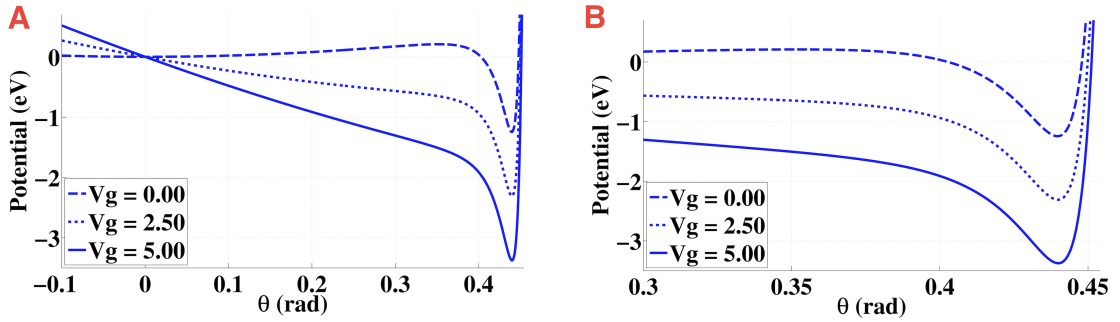 A
Potential (eV)
0
−1
−2
−3
Vg = 0.00
Vg = 2.50
Vg = 5.00
−0.1
0
0.1
0.2
0.3
0.4
θ (rad)
B
Potential (eV)
0
−1
−2
−3
Vg = 0.00
Vg = 2.50
Vg = 5.00
0.3
0.35
0.4
0.45
θ (rad)